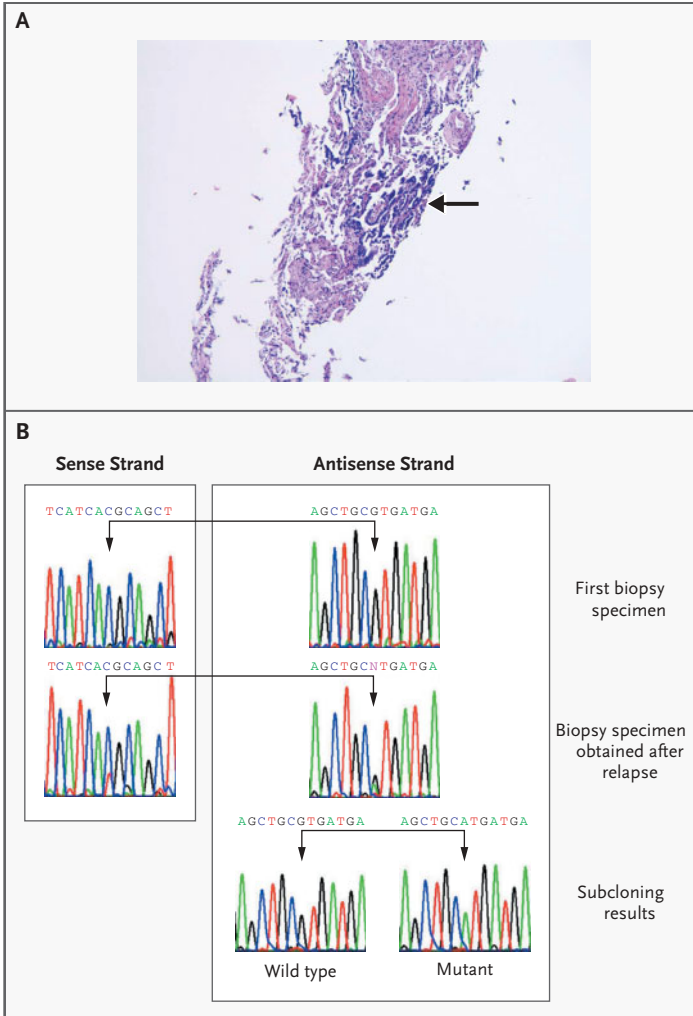 A
B
Sense Strand
Antisense Strand
TCATCACGCAGCT
AGCTGCGTGATGA
First biopsy
specimen
TCATCACGCAGCT
AGCTGCNTGATGA
Biopsy specimen
obtained after
relapse
AGCTGCGTGATGA
AGCTGCATGATGA
Subcloning
results
Wild type
Mutant